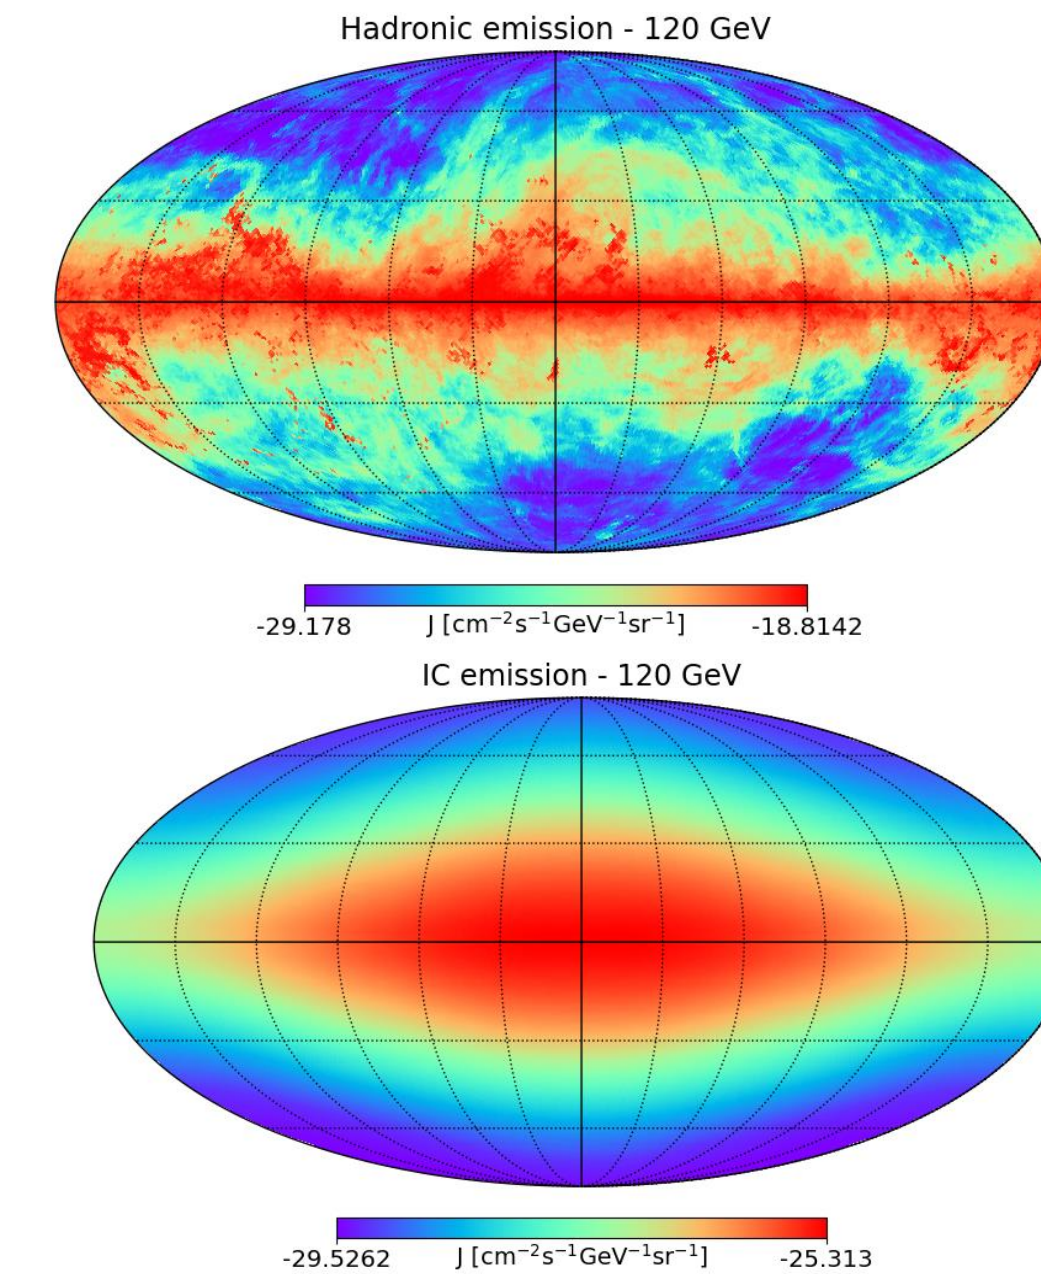 Hadronic emission - 120 GeV
-29.178 J [cm⁻²s⁻¹GeV⁻¹sr⁻¹] -18.8142
IC emission - 120 GeV
-29.5262 J [cm⁻²s⁻¹GeV⁻¹sr⁻¹] -25.313